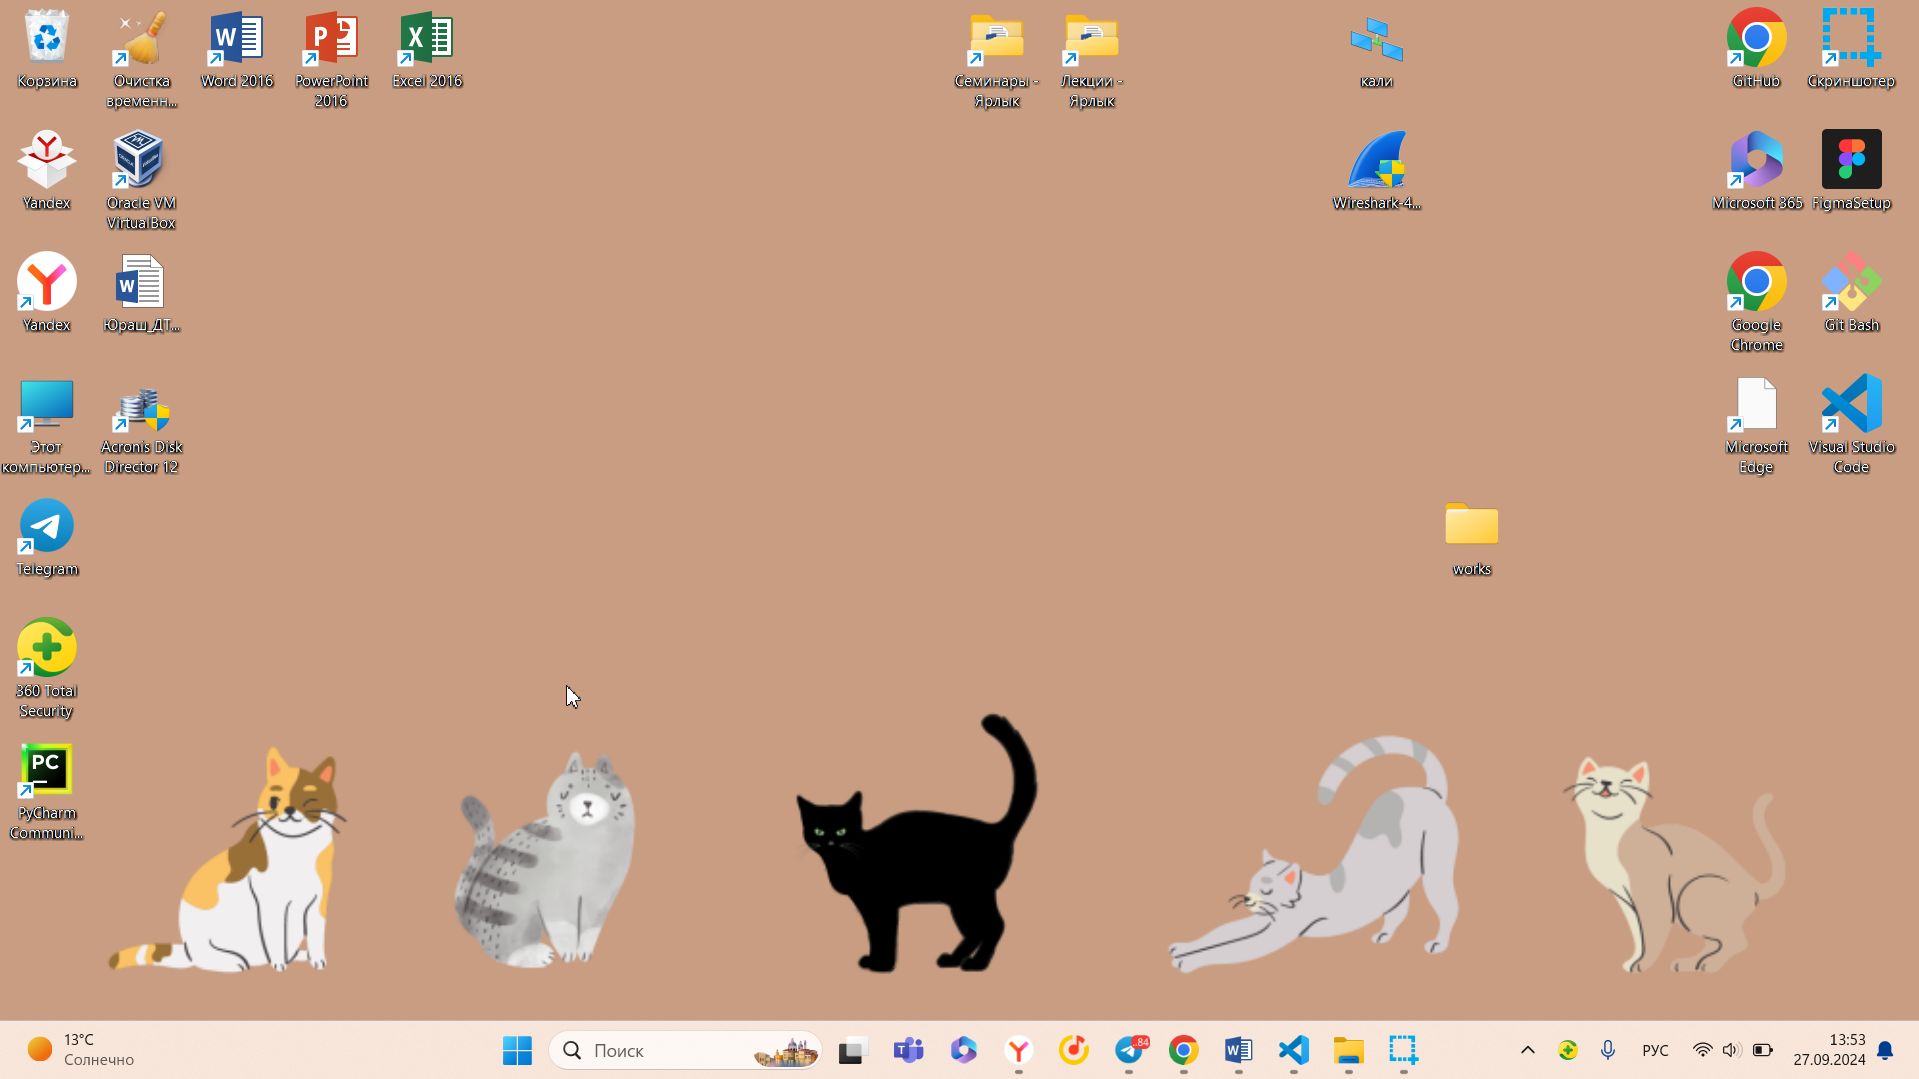 Корзина
Очистка
временн...
Word 2016
PowerPoint
2016
Excel 2016
Семинары -
Ярлык
Лекции -
Ярлык
кали
GitHub
Скриншотер
Yandex
Oracle VM
VirtualBox
Wireshark-4...
Microsoft 365
FigmaSetup
Yandex
Юраш_ДТ...
Google
Chrome
Git Bash
Этот
компьютер...
Acronis Disk
Director 12
Microsoft
Edge
Visual Studio
Code
Telegram
works
360 Total
Security
PC
PyCharm
Communi...
13°C
Солнечно
Поиск
.84
РУС
13:53
27.09.2024